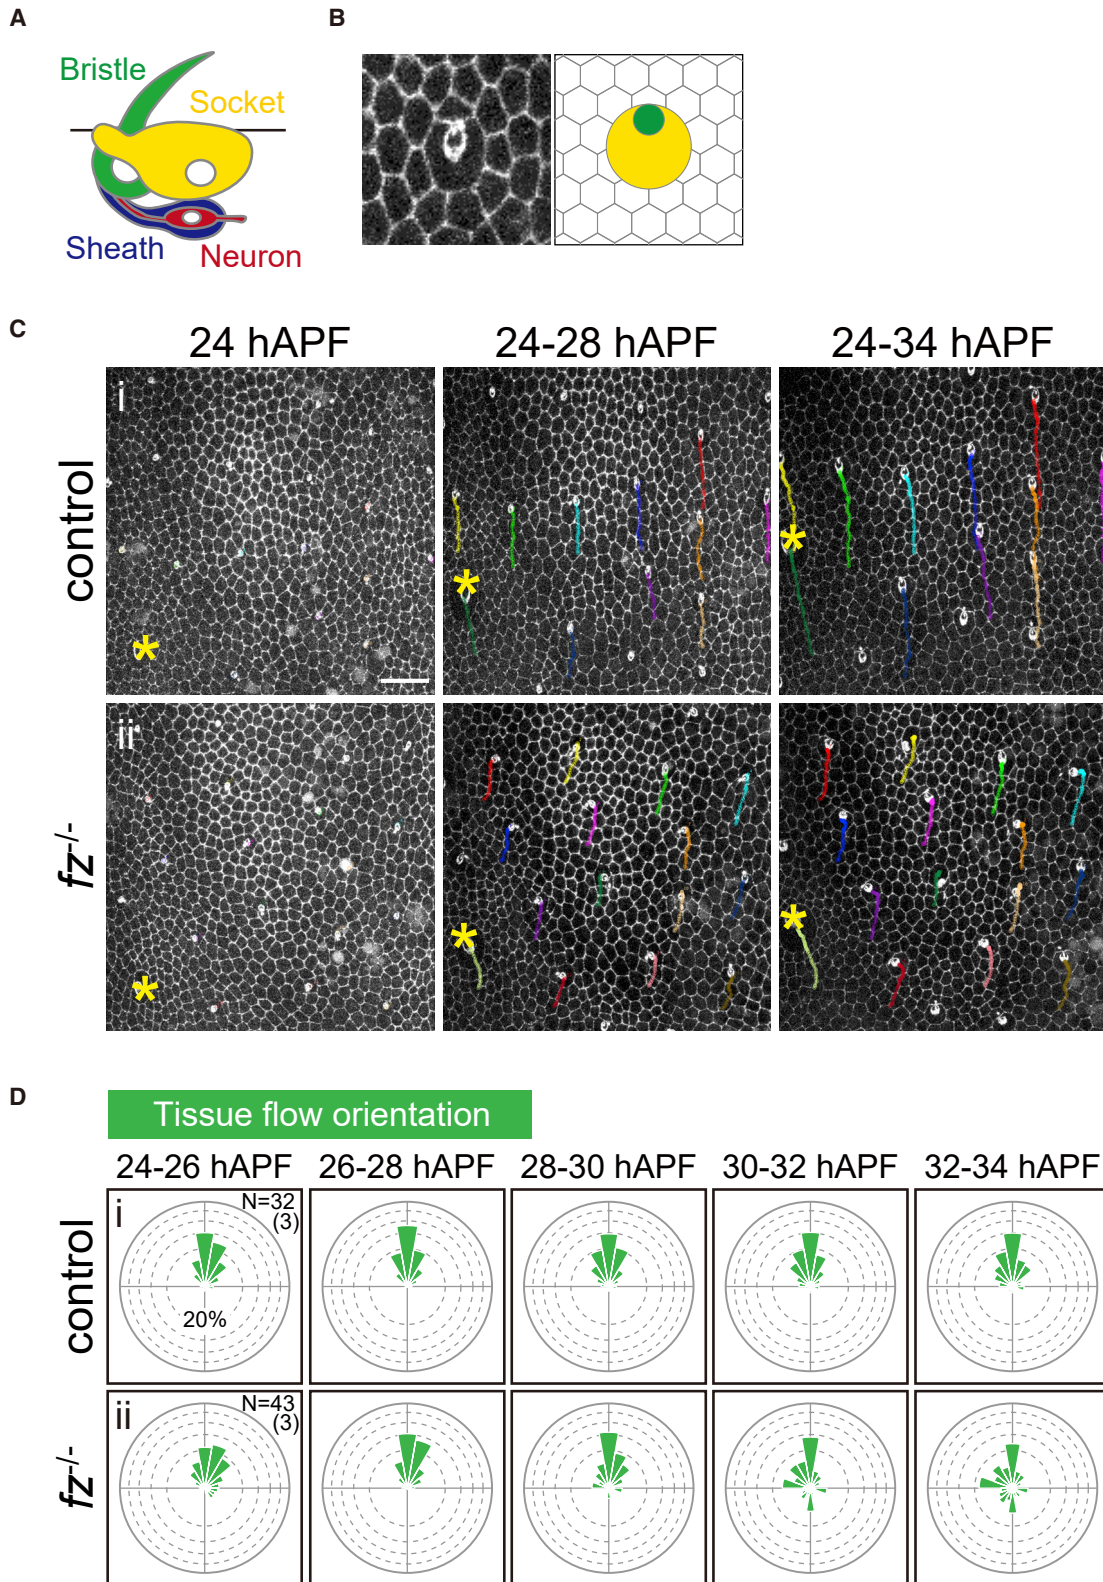 A
B
Bristle
Socket
Sheath
Neuron
C
24 hAPF
24-28 hAPF
24-34 hAPF
control
i
*
*
*
fz-/-
ii
*
*
*
D
Tissue flow orientation
24-26 hAPF
26-28 hAPF
28-30 hAPF
30-32 hAPF
32-34 hAPF
control
i
N=32
(3)
20%
fz-/-
ii
N=43
(3)